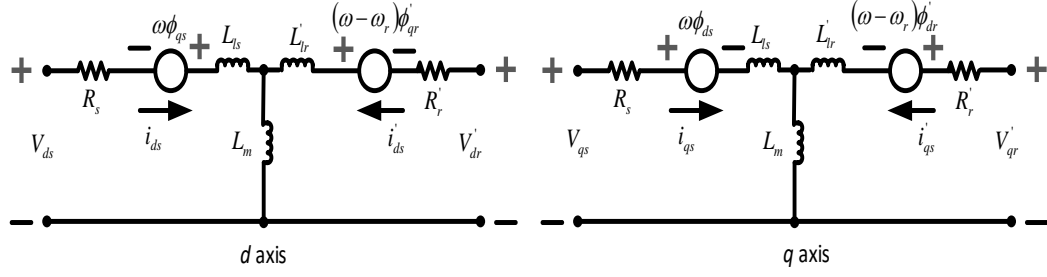 ωϕqs
Lls
L'lr
(ω−ωr)ϕ'qr
Rs
R'r
ids
i'ds
Vds
Lm
V'dr
d axis
ωϕds
Lls
L'lr
(ω−ωr)ϕ'dr
Rs
R'r
iqs
i'qs
Vqs
Lm
V'qr
q axis